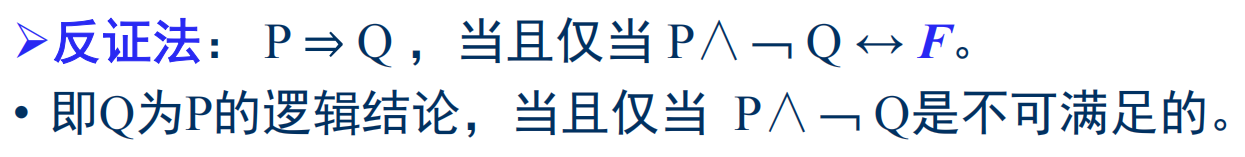 ➢反证法： P ⇒ Q ，当且仅当 P∧﹁ Q ↔ F。
• 即Q为P的逻辑结论，当且仅当 P∧﹁ Q是不可满足的。